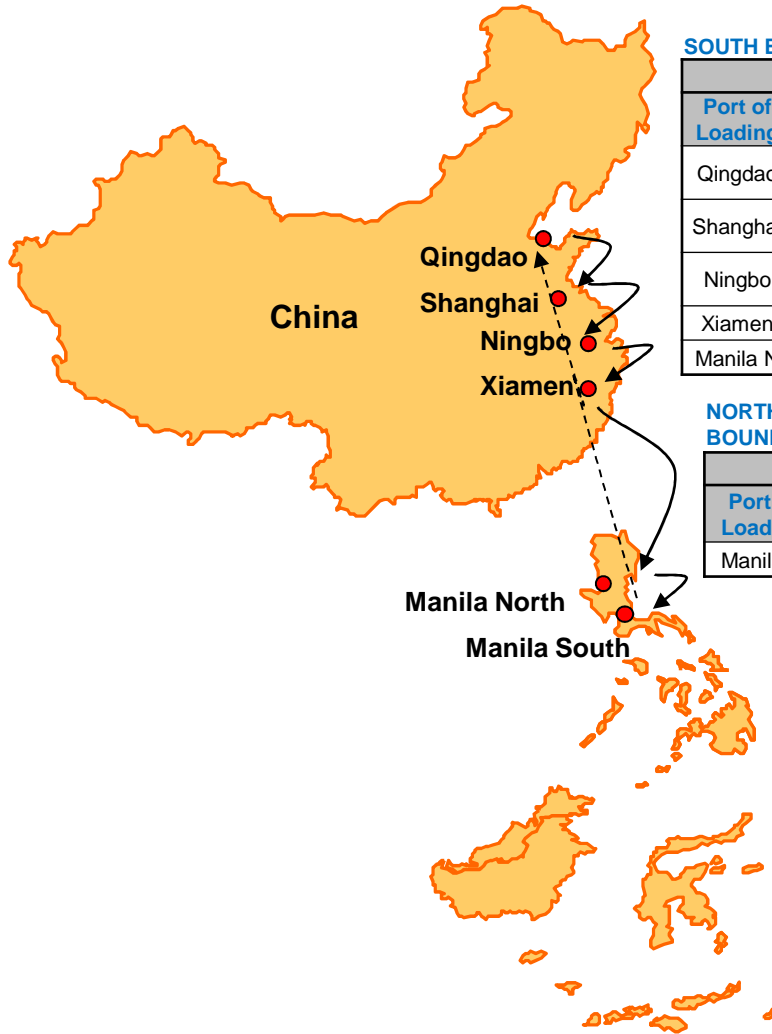 SOUTH B
Port of
Loading
Qingdao
Shangha
Ningbo
Xiamen
Manila N
NORTH
BOUN
Port
Load
Manil
China
Qingdao
Shanghai
Ningbo
Xiamen
Manila North
Manila South